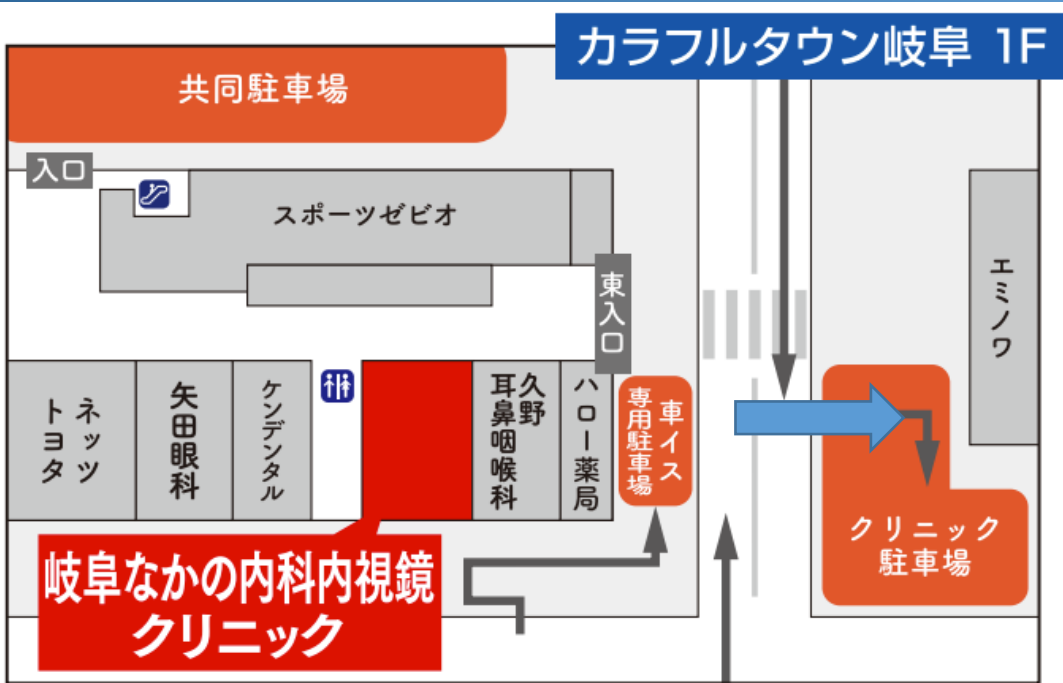 カラフルタウン岐阜 1F
共同駐車場
入口
スポーツゼビオ
東入口
エミノワ
ネッツ
トヨタ
矢田眼科
ケンデンタル
久野
耳鼻咽喉科
ハロー薬局
車イス
専用駐車場
クリニック
駐車場
岐阜なかの内科内視鏡
クリニック